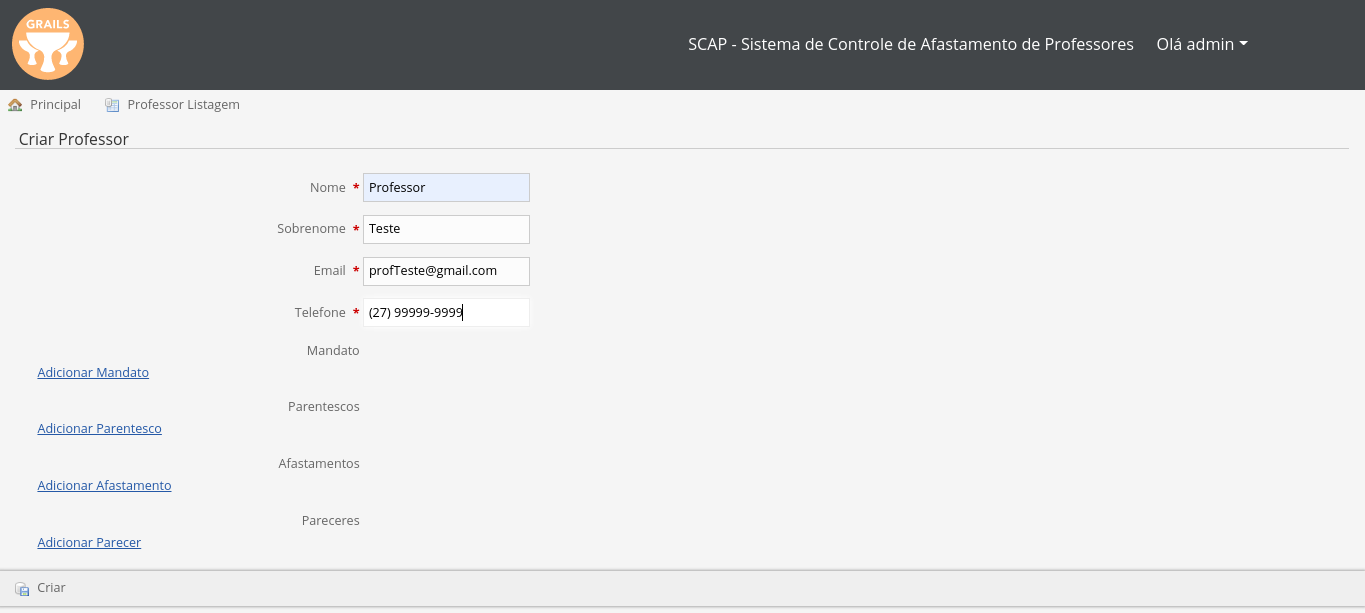 GRAILS
SCAP - Sistema de Controle de Afastamento de Professores Olá admin
Principal Professor Listagem
Criar Professor
Nome * Professor
Sobrenome * Teste
Email * profTeste@gmail.com
Telefone * (27) 99999-9999
Mandato
Adicionar Mandato
Parentescos
Adicionar Parentesco
Afastamentos
Adicionar Afastamento
Pareceres
Adicionar Parecer
Criar